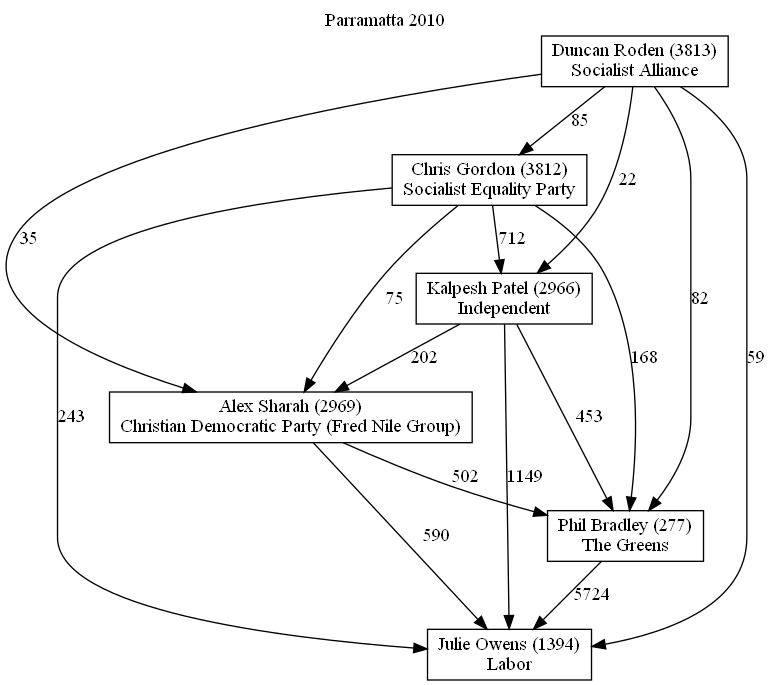 Parramatta 2010
Duncan Roden (3813)
Socialist Alliance
85
Chris Gordon (3812)
Socialist Equality Party
22
35
712
Kalpesh Patel (2966)
Independent
75
82
202
168
59
Alex Sharah (2969)
Christian Democratic Party (Fred Nile Group)
243
453
502
1149
Phil Bradley (277)
The Greens
590
5724
Julie Owens (1394)
Labor